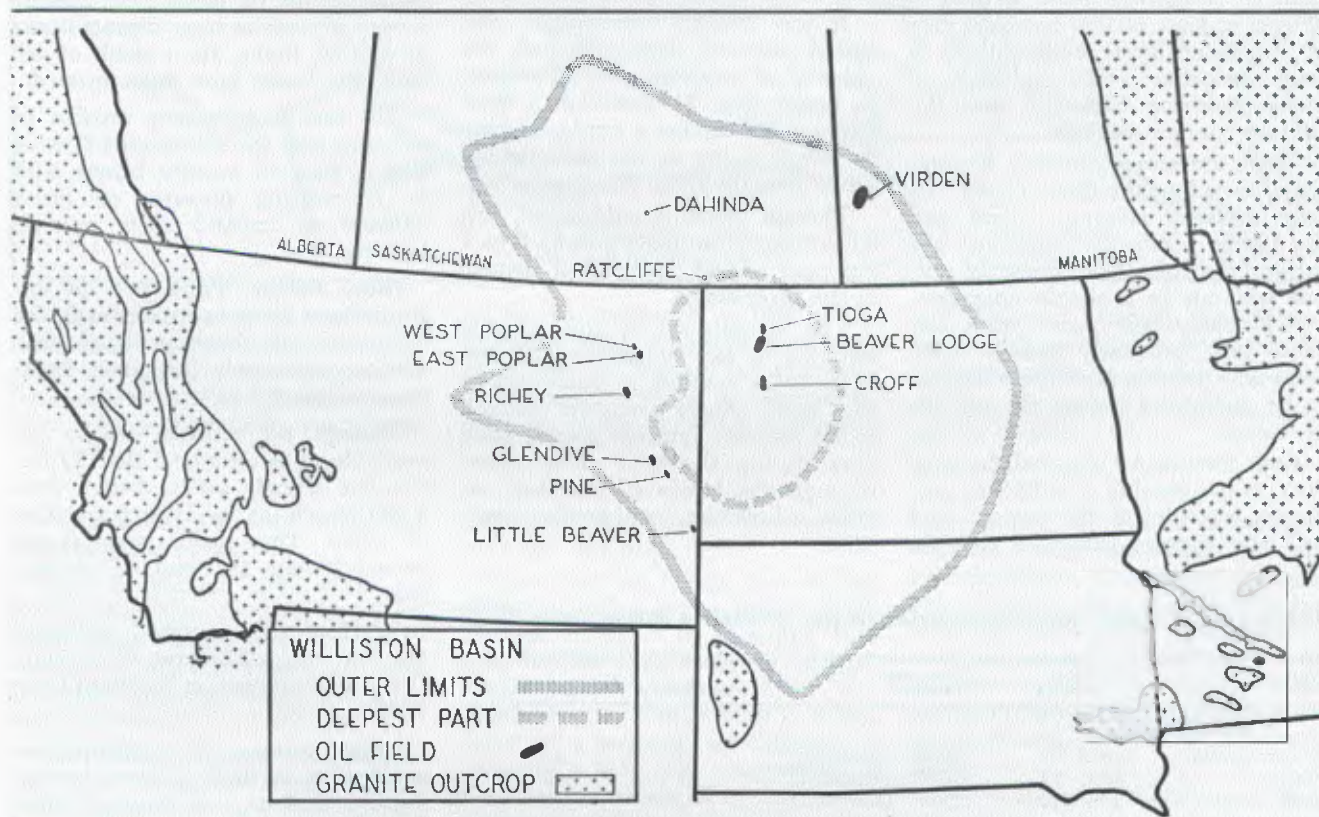 VIRDEN
DAHINDA
ALBERTA
SASKATCHEWAN
RATCLIFFE
MANITOBA
WEST POPLAR
EAST POPLAR
TIOGA
BEAVER LODGE
RICHEY
CROFF
GLENDIVE
PINE
LITTLE BEAVER
WILLISTON BASIN
OUTER LIMITS
DEEPEST PART
OIL FIELD
GRANITE OUTCROP